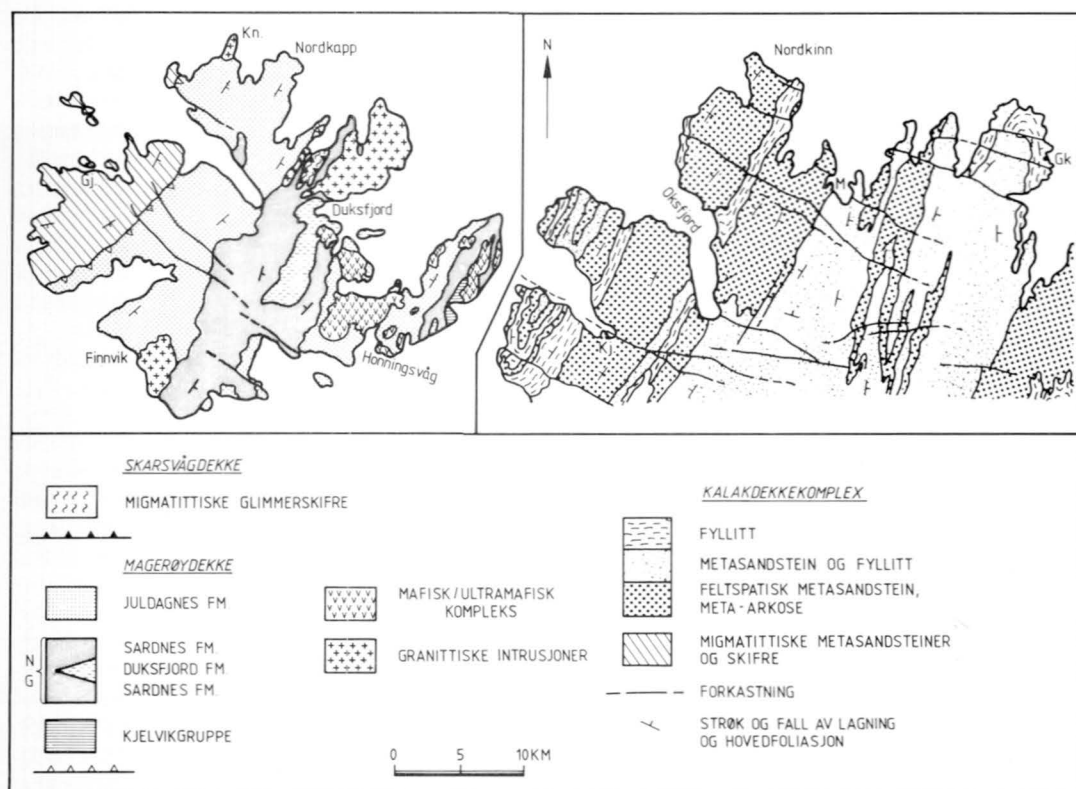 Kn.
Nordkapp
Gj.
Duksfjord
Finnvik
Honningsvåg
N
Nordkinn
Oksfjord
M
Gk
Kj.
SKARSVÅGDEKKE
MIGMATITTISKE GLIMMERSKIFRE
MAGERØYDEKKE
JULDAGNES FM
N
G
SARDNES FM.
DUKSFJORD FM
SARDNES FM.
KJELVIKGRUPPE
MAFISK/ULTRAMAFISK
KOMPLEKS
GRANITTISKE INTRUSJONER
0 5 10 KM
KALAKDEKKEKOMPLEX
FYLLITT
METASANDSTEIN OG FYLLITT
FELTSPATISK METASANDSTEIN,
META-ARKOSE
MIGMATITTISKE METASANDSTEINER
OG SKIFRE
FORKASTNING
STRØK OG FALL AV LAGNING
OG HOVEDFOLIASJON